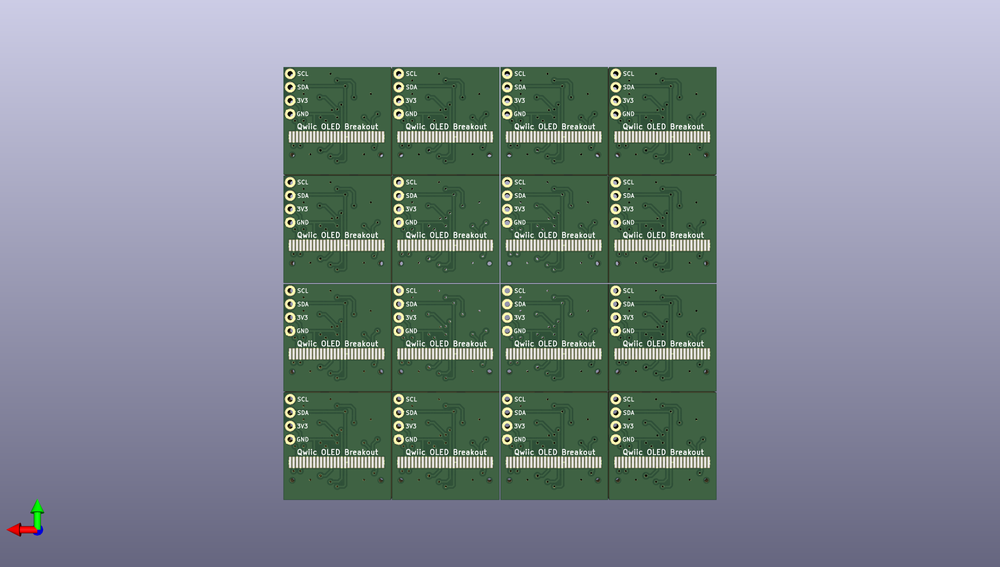 SCL SCL SCL SCL
SDA SDA SDA SDA
3V3 3V3 3V3 3V3
GND GND GND GND
Qwiic OLED Breakout Qwiic OLED Breakout Qwiic OLED Breakout Qwiic OLED Breakout
SCL SCL SCL SCL
SDA SDA SDA SDA
3V3 3V3 3V3 3V3
GND GND GND GND
Qwiic OLED Breakout Qwiic OLED Breakout Qwiic OLED Breakout Qwiic OLED Breakout
SCL SCL SCL SCL
SDA SDA SDA SDA
3V3 3V3 3V3 3V3
GND GND GND GND
Qwiic OLED Breakout Qwiic OLED Breakout Qwiic OLED Breakout Qwiic OLED Breakout
SCL SCL SCL SCL
SDA SDA SDA SDA
3V3 3V3 3V3 3V3
GND GND GND GND
Qwiic OLED Breakout Qwiic OLED Breakout Qwiic OLED Breakout Qwiic OLED Breakout